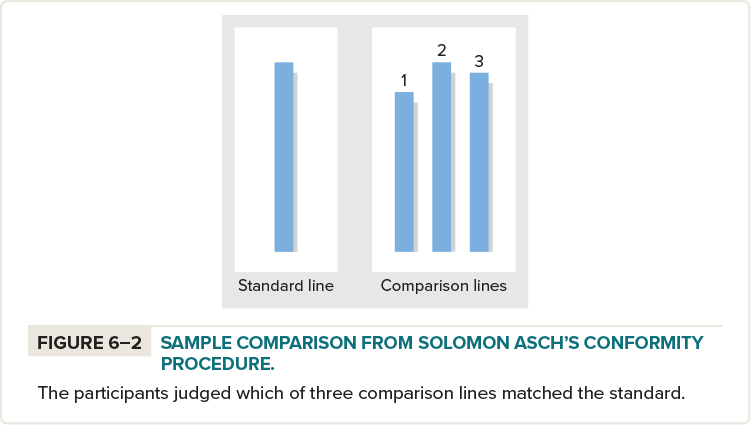 2
3
1
Standard line
Comparison lines
FIGURE 6–2 SAMPLE COMPARISON FROM SOLOMON ASCH'S CONFORMITY
PROCEDURE.
The participants judged which of three comparison lines matched the standard.